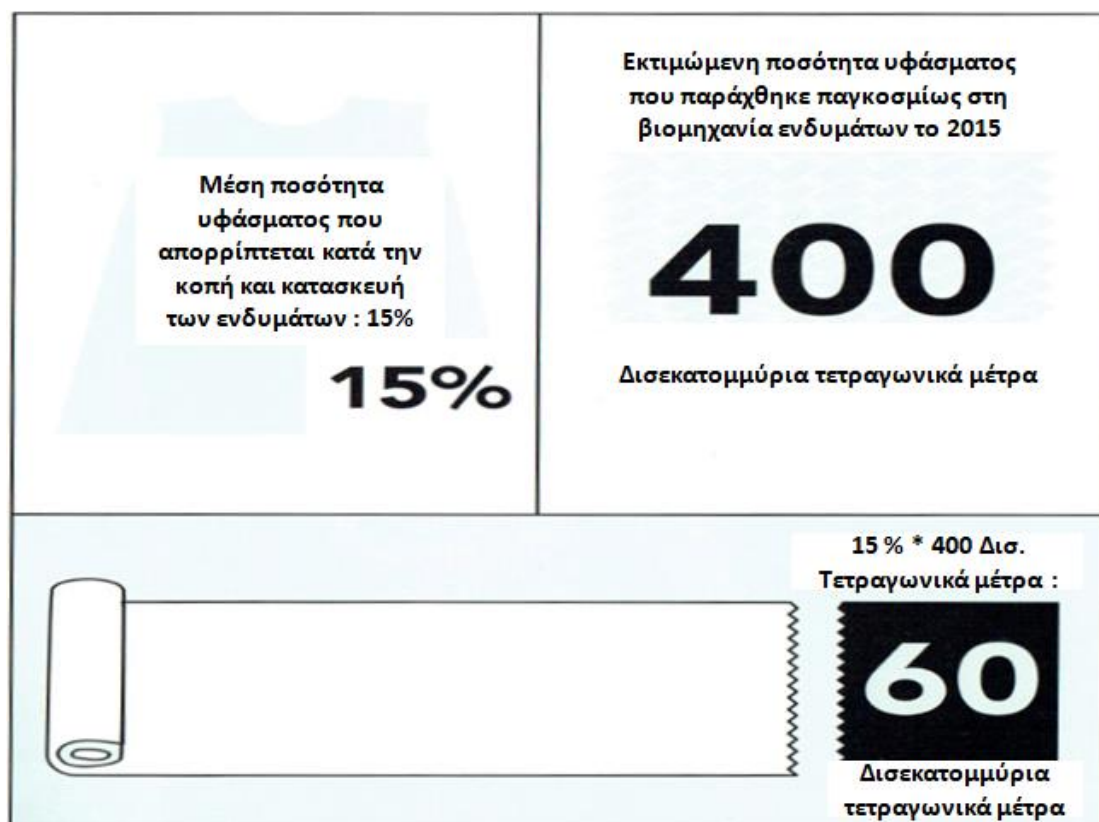 Μέση ποσότητα
υφάσματος που
απορρίπτεται κατά την
κοπή και κατασκευή
των ενδυμάτων : 15%
15%
Εκτιμώμενη ποσότητα υφάσματος
που παράχθηκε παγκοσμίως στη
βιομηχανία ενδυμάτων το 2015
400
Δισεκατομμύρια τετραγωνικά μέτρα
15 % * 400 Δισ.
Τετραγωνικά μέτρα :
60
Δισεκατομμύρια
τετραγωνικά μέτρα